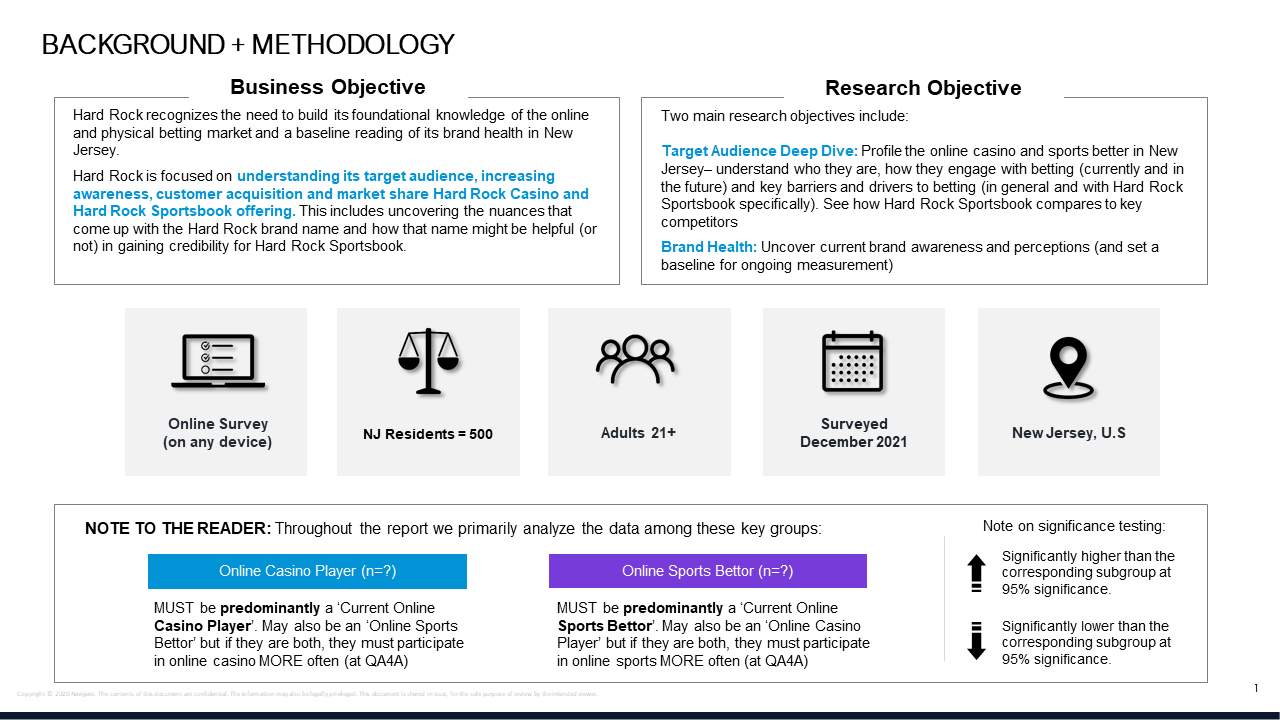 BACKGROUND + METHODOLOGY
Business Objective
Hard Rock recognizes the need to build its foundational knowledge of the online
and physical betting market and a baseline reading of its brand health in New
Jersey.
Hard Rock is focused on understanding its target audience, increasing
awareness, customer acquisition and market share Hard Rock Casino and
Hard Rock Sportsbook offering. This includes uncovering the nuances that
come up with the Hard Rock brand name and how that name might be helpful (or
not) in gaining credibility for Hard Rock Sportsbook.
Research Objective
Two main research objectives include:
Target Audience Deep Dive: Profile the online casino and sports better in New
Jersey– understand who they are, how they engage with betting (currently and in
the future) and key barriers and drivers to betting (in general and with Hard Rock
Sportsbook specifically). See how Hard Rock Sportsbook compares to key
competitors
Brand Health: Uncover current brand awareness and perceptions (and set a
baseline for ongoing measurement)
Online Survey
(on any device)
NJ Residents = 500
Adults 21+
Surveyed
December 2021
New Jersey, U.S
NOTE TO THE READER: Throughout the report we primarily analyze the data among these key groups:
Online Casino Player (n=?)
MUST be predominantly a ‘Current Online
Casino Player’. May also be an ‘Online Sports
Bettor’ but if they are both, they must participate
in online casino MORE often (at QA4A)
Online Sports Bettor (n=?)
MUST be predominantly a ‘Current Online
Sports Bettor’. May also be an ‘Online Casino
Player’ but if they are both, they must participate
in online sports MORE often (at QA4A)
Note on significance testing:
Significantly higher than the
corresponding subgroup at
95% significance.
Significantly lower than the
corresponding subgroup at
95% significance.
Copyright © 2020 Navigate. The contents of this document are confidential. The information may also be legally privileged. This document is shared in trust, for the sole purpose of review by the intended viewer.
1